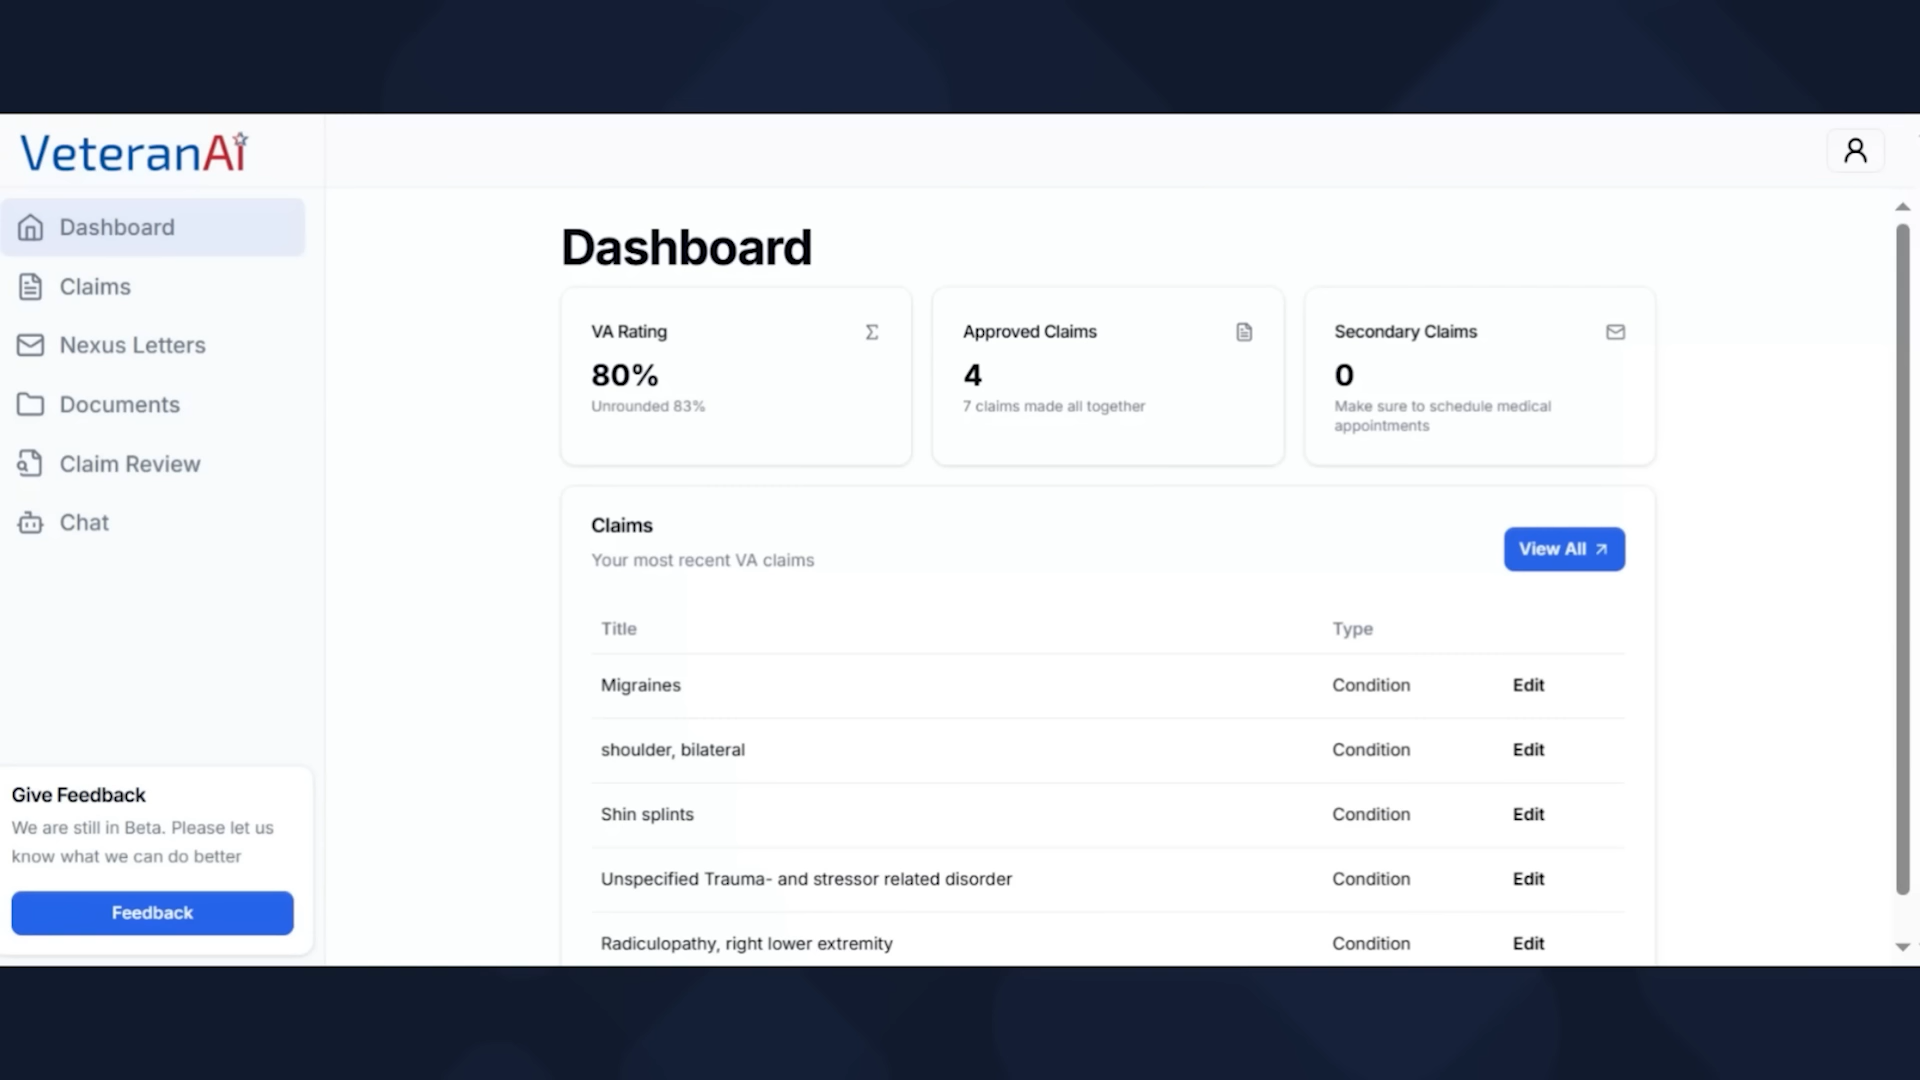 VeteranAi
Dashboard
Claims
Nexus Letters
Documents
Claim Review
Chat
Give Feedback
We are still in Beta. Please let us
know what we can do better
Feedback
Dashboard
VA Rating
80%
Unrounded 83%
Approved Claims
4
7 claims made all together
Secondary Claims
0
Make sure to schedule medical
appointments
Claims
Your most recent VA claims
View All
Title Type
Migraines Condition Edit
shoulder, bilateral Condition Edit
Shin splints Condition Edit
Unspecified Trauma- and stressor related disorder Condition Edit
Radiculopathy, right lower extremity Condition Edit